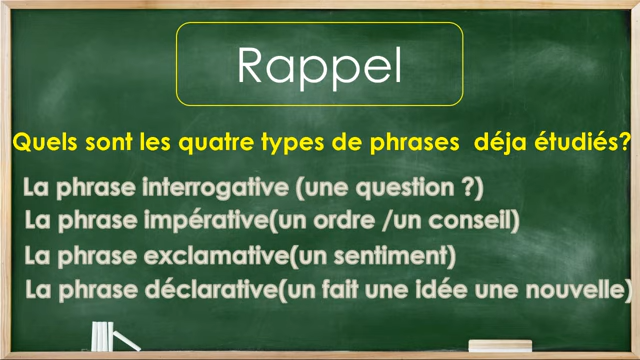 Rappel
Quels sont les quatre types de phrases déja étudiés?
La phrase interrogative (une question ?)
La phrase impérative(un ordre /un conseil)
La phrase exclamative(un sentiment)
La phrase déclarative(un fait une idée une nouvelle)